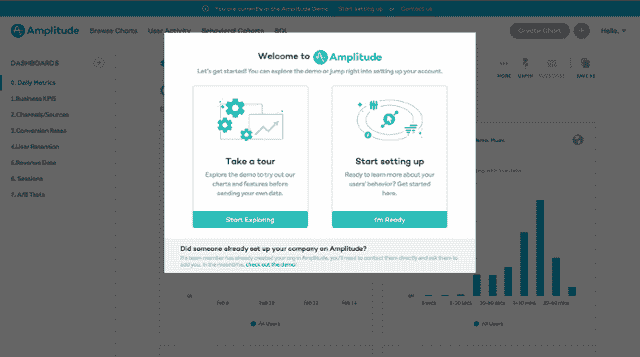 You are currently in the Amplitude Demo Start setting up or Contact us
Amplitude
Browse Charts User Activity Behavioral Cohorts
Create Chart + Hello,
DASHBOARDS
0. Daily Metrics
1. Business KPIS
2. Channels/Sources
3. Conversion Rates
4. User Retention
5. Revenue Data
6. Sessions
7. A/B Tests
MORE SAVE AS
Welcome to Amplitude
Let's get started! You can explore the demo or jump right into setting up your account.
Take a tour
Explore the demo to try out our
charts and features before
sending your own data.
Start Exploring
Start setting up
Ready to learn more about your
users' behavior? Get started
here.
I'm Ready
Did someone already set up your company on Amplitude?
If a team member has already created your org in Amplitude, you'll need to contact them directly and ask them to
add you. In the meantime, check out the demo!
Feb 14
All Users
All Users